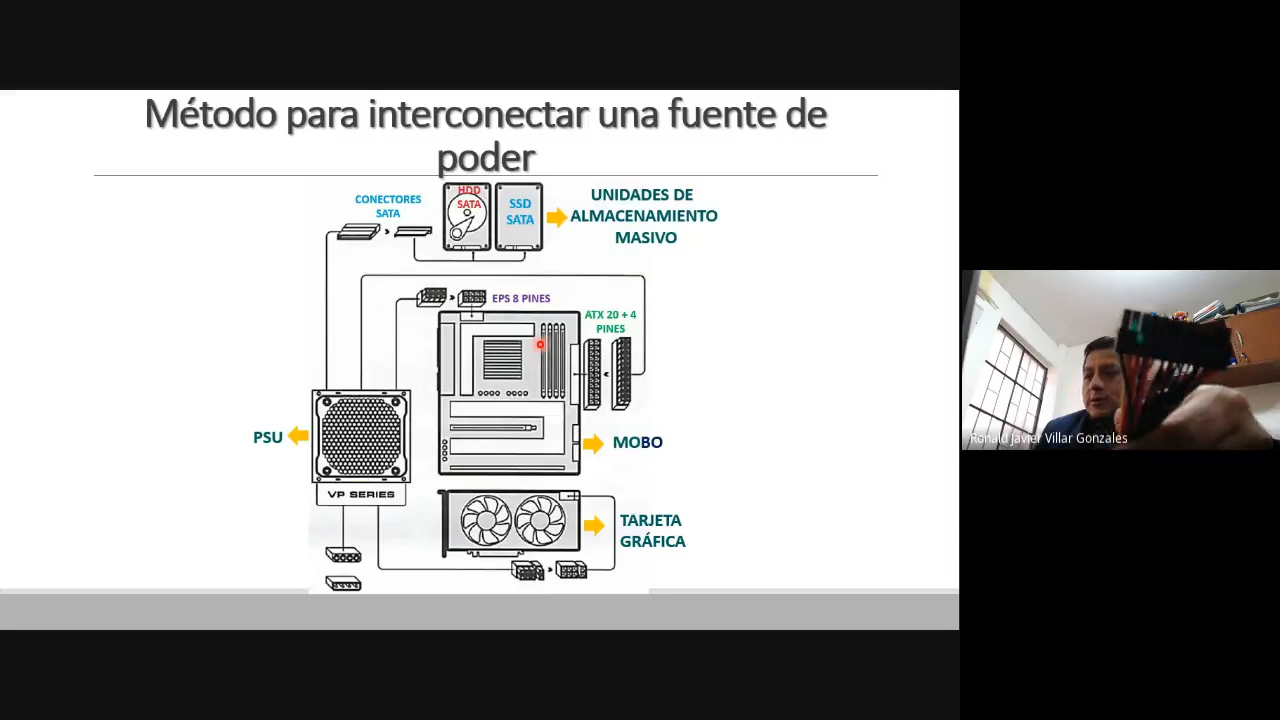 Método para interconectar una fuente de
poder
CONECTORES
SATA
HDD
SATA
SSD
SATA
UNIDADES DE
ALMACENAMIENTO
MASIVO
EPS 8 PINES
ATX 20 + 4
PINES
PSU
MOBO
VP SERIES
TARJETA
GRÁFICA
Ronald Javier Villar Gonzales